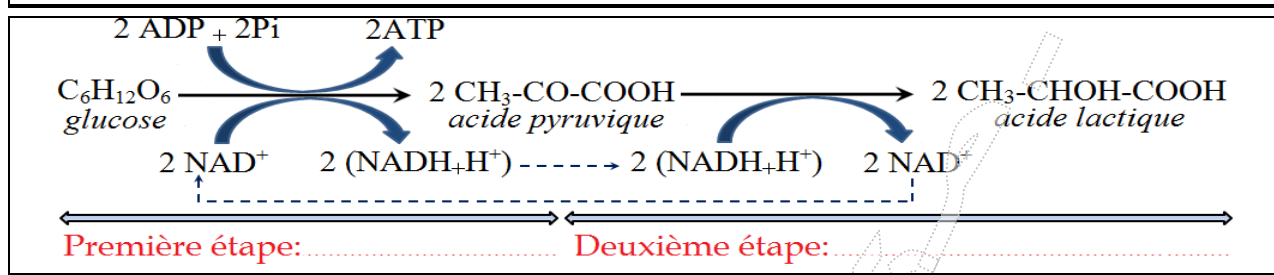 2 ADP + 2Pi 2ATP
C₆H₁₂O₆ 2 CH₃-CO-COOH 2 CH₃-CHOH-COOH
glucose acide pyruvique acide lactique
2 NAD⁺ 2 (NADH+H⁺) 2 (NADH+H⁺) 2 NAD⁺
Première étape:................................ Deuxième étape:................................